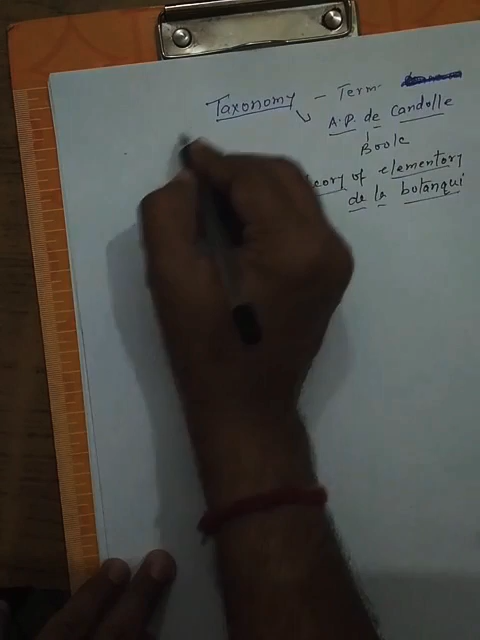 Taxonomy - Term
A.P. de Candolle
Book
of elementory
de la botanqui